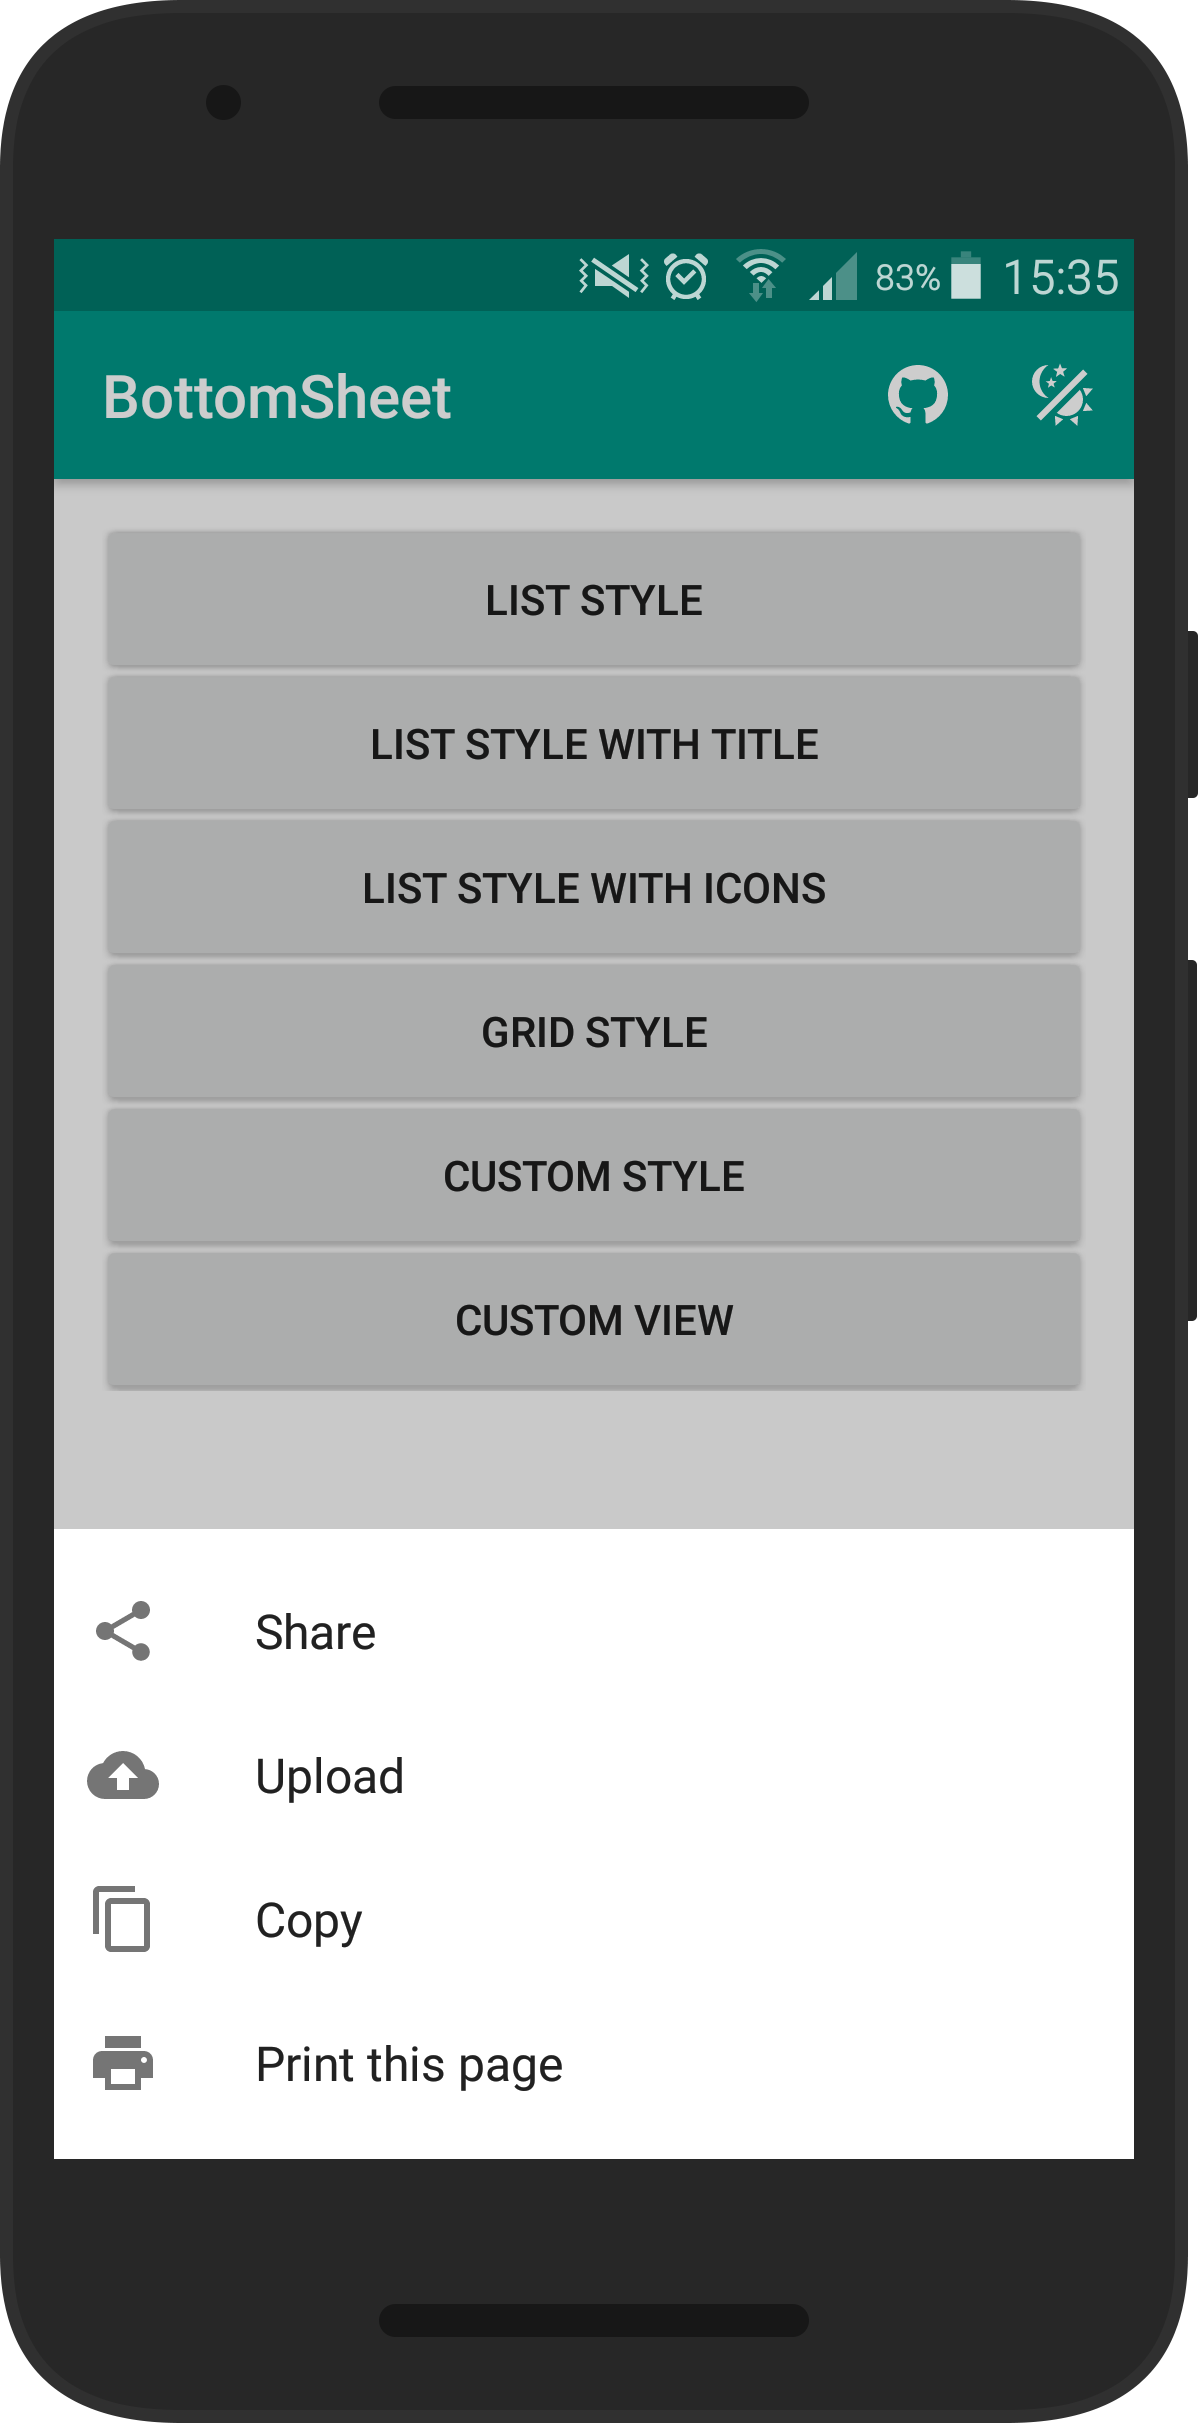 83% 15:35
BottomSheet
LIST STYLE
LIST STYLE WITH TITLE
LIST STYLE WITH ICONS
GRID STYLE
CUSTOM STYLE
CUSTOM VIEW
Share
Upload
Copy
Print this page